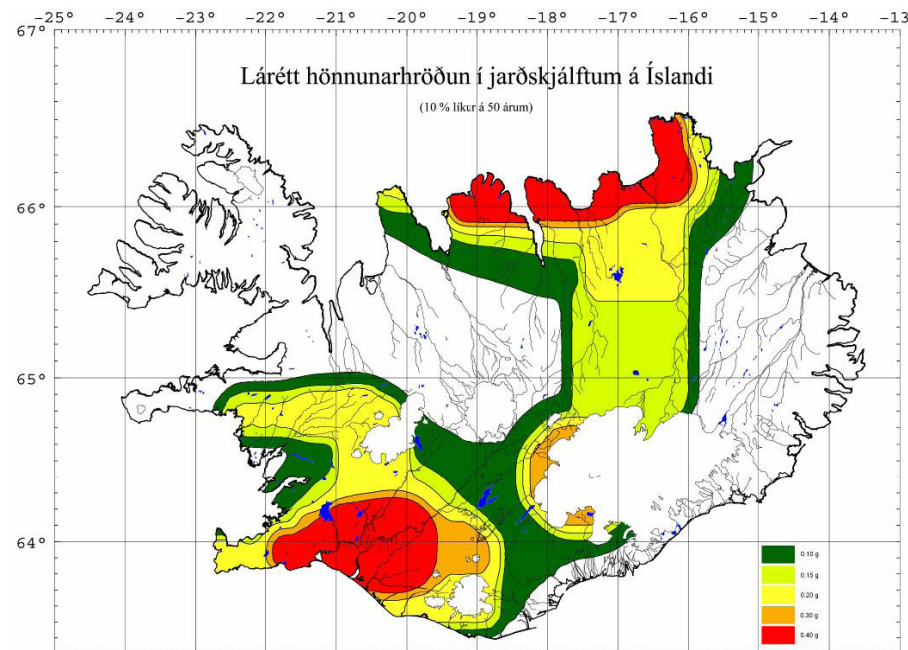 −25 −24 −23 −22 −21 −20 −19 −18 −17 −16 −15 −14 −13
67°
Lárétt hönnunarhröðun í jarðskjálftum á Íslandi
(10 % líkur á 50 árum)
66°
65°
64°
0.10 g
0.15 g
0.20 g
0.30 g
0.40 g